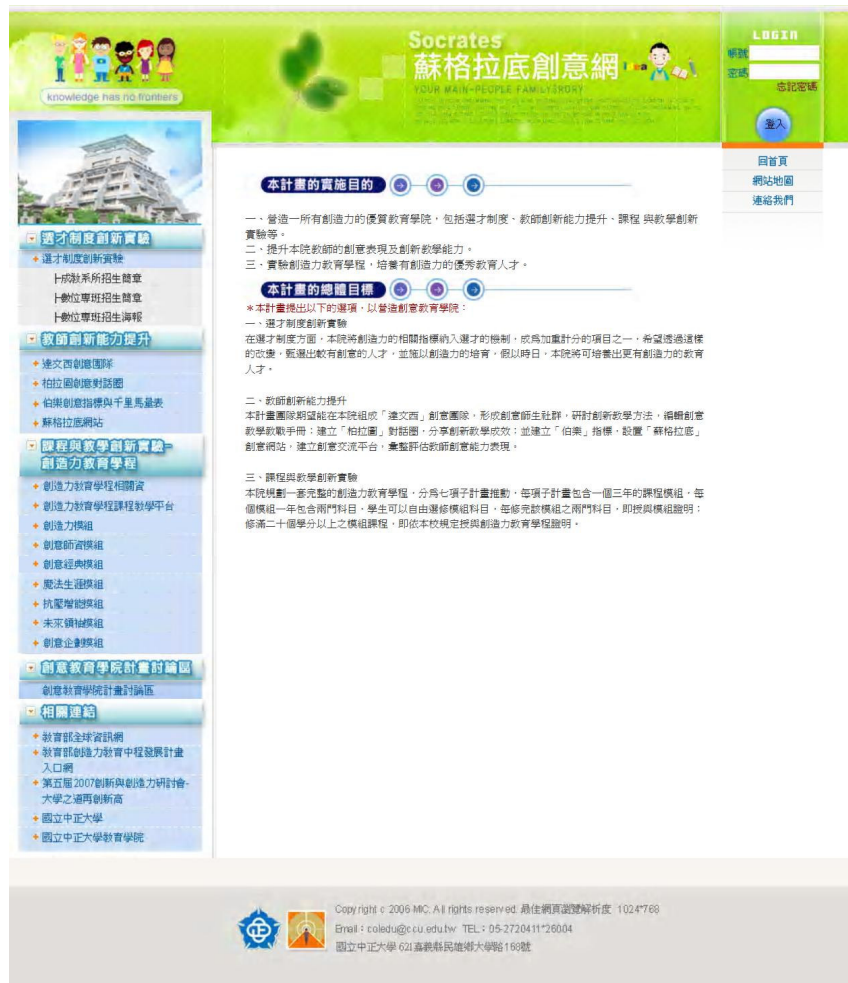 knowledge has no frontiers
Socrates
蘇格拉底創意網
YOUR MAIN-PEOPLE FAMILYTRORY
LOGIN
帳號
密碼
忘記密碼
登入
回首頁
網站地圖
連絡我們
選才制度創新實驗
選才制度創新實驗
├成教系所招生簡章
├數位專班招生簡章
├數位專班招生海報
教師創新能力提升
達文西創意團隊
柏拉圖創意對話圈
伯樂創意指標與千里馬量表
蘇格拉底網站
課程與教學創新實驗-
創造力教育學程
創造力教育學程相關資
創造力教育學程課程教學平台
創造力模組
創意師資模組
創意經典模組
魔法生涯模組
抗壓增能模組
未來領袖模組
創意企劃模組
創意教育學院計畫討論區
創意教育學院計畫討論區
相關連結
教育部全球資訊網
教育部創造力教育中程發展計畫
入口網
第五屆2007創新與創造力研討會-
大學之道再創新高
國立中正大學
國立中正大學教育學院
本計畫的實施目的
一、營造一所有創造力的優質教育學院，包括選才制度、教師創新能力提升、課程 與教學創新
實驗等。
二、提升本院教師的創意表現及創新教學能力。
三、實驗創造力教育學程，培養有創造力的優秀教育人才。
本計畫的總體目標
＊本計畫提出以下的選項，以營造創意教育學院：
一、選才制度創新實驗
在選才制度方面，本院將創造力的相關指標納入選才的機制，成為加重計分的項目之一，希望透過這樣
的改變，甄選出較有創意的人才，並施以創造力的培育，假以時日，本院將可培養出更有創造力的教育
人才。
二、教師創新能力提升
本計畫團隊期望能在本院組成「達文西」創意團隊，形成創意師生社群，研討創新教學方法，編輯創意
教學教戰手冊；建立「柏拉圖」對話圈，分享創新教學成效；並建立「伯樂」指標，設置「蘇格拉底」
創意網站，建立創意交流平台，彙整評估教師創意能力表現。
三、課程與教學創新實驗
本院規劃一套完整的創造力教育學程，分為七項子計畫推動，每項子計畫包含一個三年的課程模組，每
個模組一年包含兩門科目，學生可以自由選修模組科目，每修完該模組之兩門科目，即授與模組證明；
修滿二十個學分以上之模組課程，即依本校規定授與創造力教育學程證明。
Copyright c 2006 MIC. All rights reserved. 最佳網頁瀏覽解析度 1024*768
Email：coledu@ccu.edu.tw TEL：05-2720411*26004
國立中正大學 621嘉義縣民雄鄉大學路168號